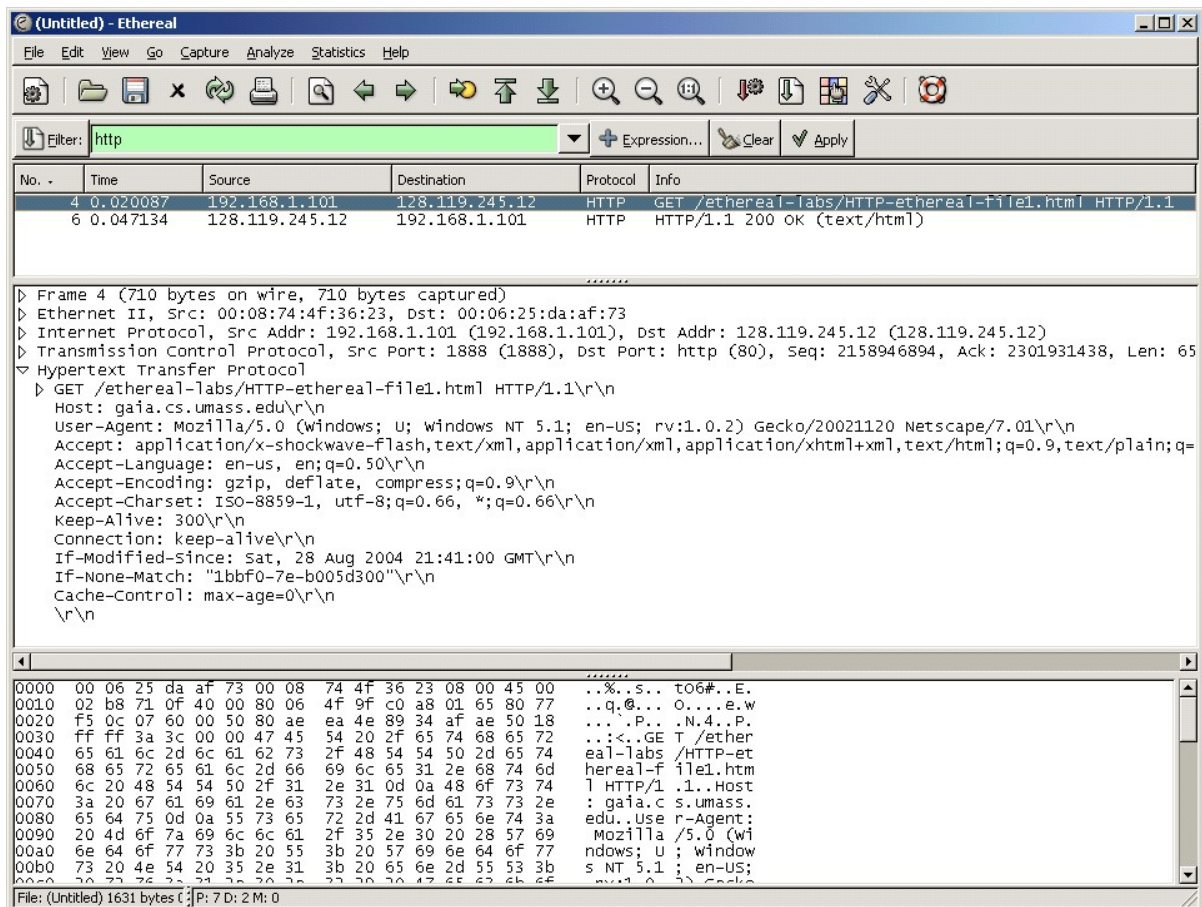 (Untitled) - Ethereal
File Edit View Go Capture Analyze Statistics Help
Filter: http Expression... Clear Apply
No. Time Source Destination Protocol Info
4 0.020087 192.168.1.101 128.119.245.12 HTTP GET /ethereal-labs/HTTP-ethereal-file1.html HTTP/1.1
6 0.047134 128.119.245.12 192.168.1.101 HTTP HTTP/1.1 200 OK (text/html)
Frame 4 (710 bytes on wire, 710 bytes captured)
Ethernet II, Src: 00:08:74:4f:36:23, Dst: 00:06:25:da:af:73
Internet Protocol, Src Addr: 192.168.1.101 (192.168.1.101), Dst Addr: 128.119.245.12 (128.119.245.12)
Transmission Control Protocol, Src Port: 1888 (1888), Dst Port: http (80), Seq: 2158946894, Ack: 2301931438, Len: 65
Hypertext Transfer Protocol
GET /ethereal-labs/HTTP-ethereal-file1.html HTTP/1.1\r\n
Host: gaia.cs.umass.edu\r\n
User-Agent: Mozilla/5.0 (Windows; U; Windows NT 5.1; en-US; rv:1.0.2) Gecko/20021120 Netscape/7.01\r\n
Accept: application/x-shockwave-flash,text/xml,application/xml,application/xhtml+xml,text/html;q=0.9,text/plain;q=
Accept-Language: en-us, en;q=0.50\r\n
Accept-Encoding: gzip, deflate, compress;q=0.9\r\n
Accept-Charset: ISO-8859-1, utf-8;q=0.66, *;q=0.66\r\n
Keep-Alive: 300\r\n
Connection: keep-alive\r\n
If-Modified-Since: Sat, 28 Aug 2004 21:41:00 GMT\r\n
If-None-Match: "1bbf0-7e-b005d300"\r\n
Cache-Control: max-age=0\r\n
\r\n
0000 00 06 25 da af 73 00 08 74 4f 36 23 08 00 45 00 ..%..s.. tO6#..E.
0010 02 b8 71 0f 40 00 80 06 4f 9f c0 a8 01 65 80 77 ..q.@... O....e.w
0020 f5 0c 07 60 00 50 80 ae ea 4e 89 34 af ae 50 18 ...`.P.. .N.4..P.
0030 ff ff 3a 3c 00 00 47 45 54 20 2f 65 74 68 65 72 ..:<..GE T /ether
0040 65 61 6c 2d 6c 61 62 73 2f 48 54 54 50 2d 65 74 eal-labs /HTTP-et
0050 68 65 72 65 61 6c 2d 66 69 6c 65 31 2e 68 74 6d hereal-f ile1.htm
0060 6c 20 48 54 54 50 2f 31 2e 31 0d 0a 48 6f 73 74 l HTTP/1 .1..Host
0070 3a 20 67 61 69 61 2e 63 73 2e 75 6d 61 73 73 2e : gaia.c s.umass.
0080 65 64 75 0d 0a 55 73 65 72 2d 41 67 65 6e 74 3a edu..Use r-Agent:
0090 20 4d 6f 7a 69 6c 6c 61 2f 35 2e 30 20 28 57 69 Mozilla /5.0 (Wi
00a0 6e 64 6f 77 73 3b 20 55 3b 20 57 69 6e 64 6f 77 ndows; U ; Window
00b0 73 20 4e 54 20 35 2e 31 3b 20 65 6e 2d 55 53 3b s NT 5.1 ; en-US;
File: (Untitled) 1631 bytes P: 7 D: 2 M: 0